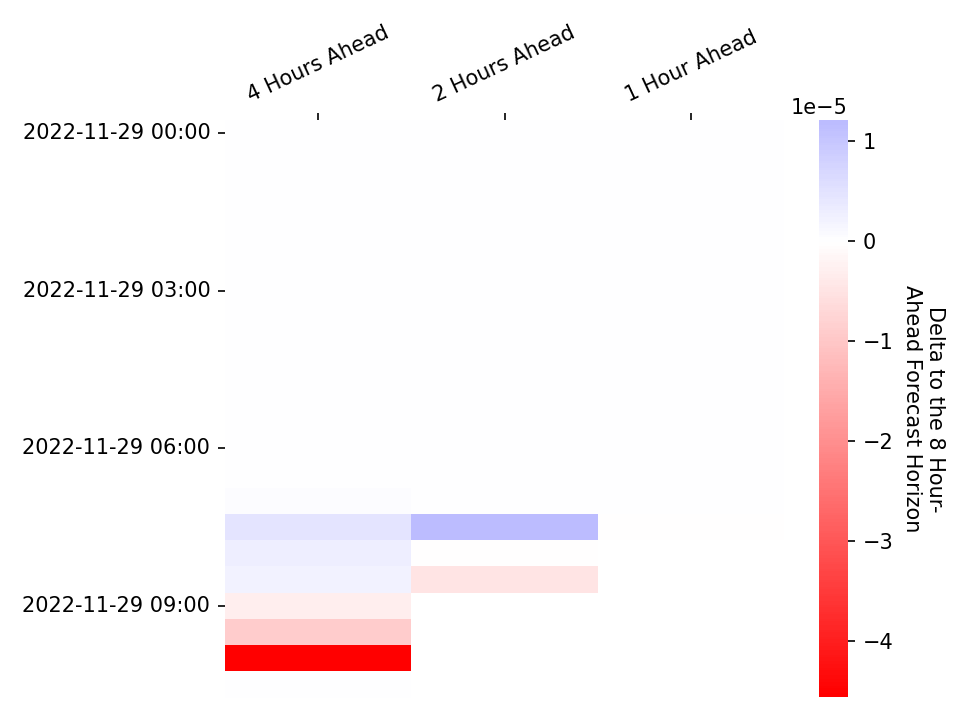 4 Hours Ahead
2 Hours Ahead
1 Hour Ahead
2022-11-29 00:00
2022-11-29 03:00
2022-11-29 06:00
2022-11-29 09:00
1e−5
1
0
−1
−2
−3
−4
Delta to the 8 Hour-
Ahead Forecast Horizon